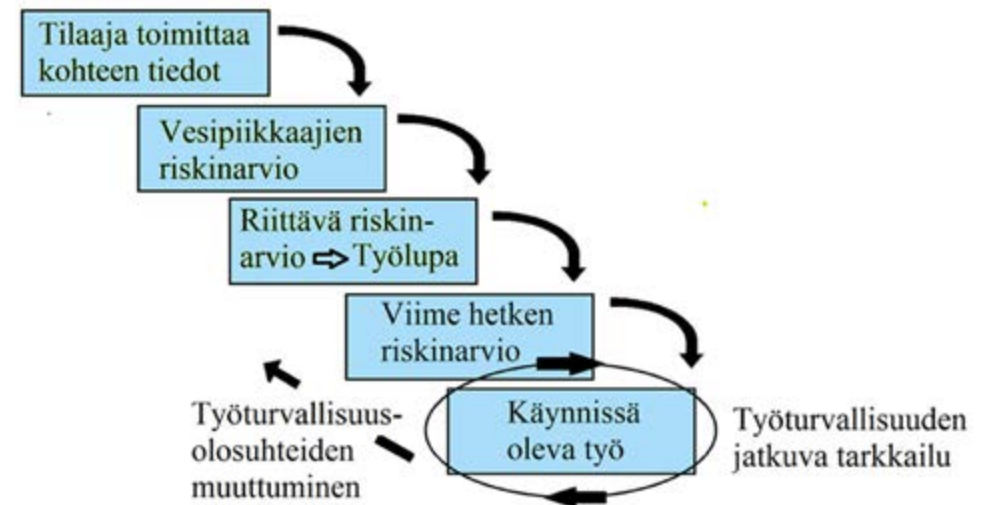 Tilaaja toimittaa
kohteen tiedot
Vesipiikkaajien
riskinarvio
Riittävä riskin-
arvio ⇨ Työlupa
Viime hetken
riskinarvio
Käynnissä
oleva työ
Työturvallisuuden
jatkuva tarkkailu
Työturvallisuus-
olosuhteiden
muuttuminen